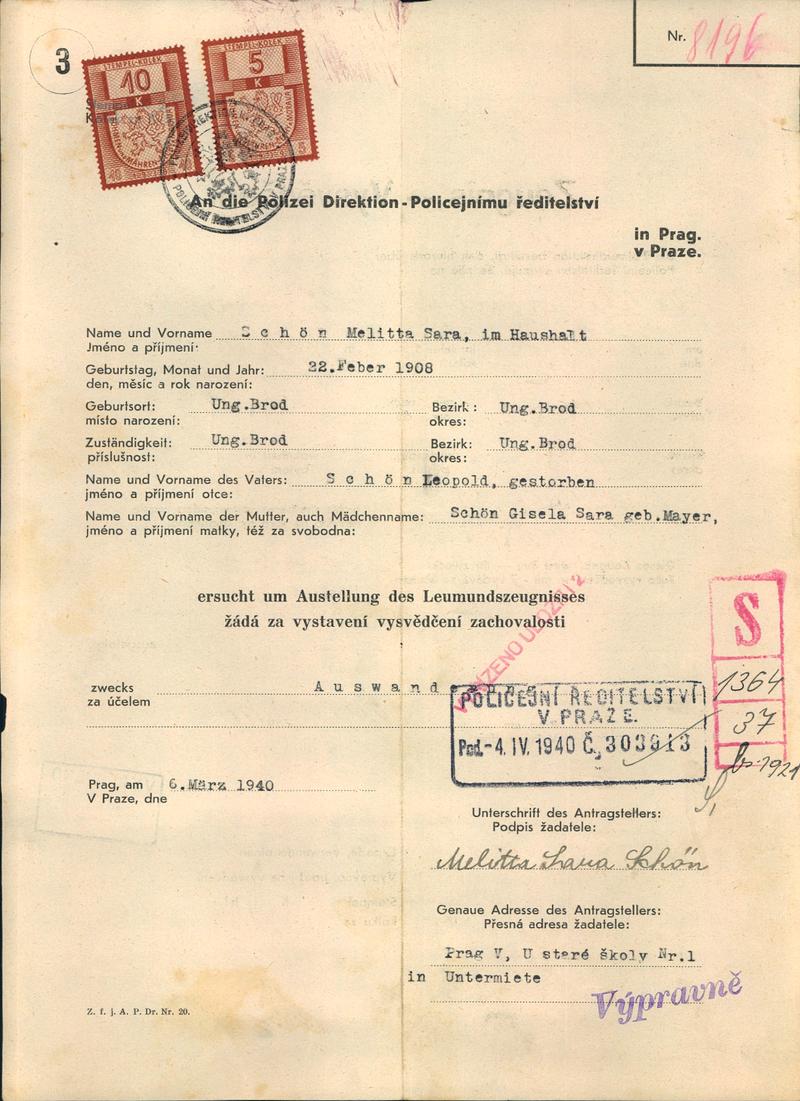 Nr. 8196
3
STEMPEL-KOLEK
10
K
STEMPEL-KOLEK
5
K
An die Polizei Direktion-Policejnímu ředitelství
in Prag.
v Praze.
Name und Vorname S c h ö n Melitta Sara, im Haushalt
Jméno a příjmení:
Geburtstag, Monat und Jahr: 22.Feber 1908
den, měsíc a rok narození:
Geburtsort: Ung.Brod Bezirk: Ung.Brod
místo narození: okres:
Zuständigkeit: Ung.Brod Bezirk: Ung.Brod
příslušnost: okres:
Name und Vorname des Vaters: S c h ö n Leopold, gestorben
jméno a příjmení otce:
Name und Vorname der Mutter, auch Mädchenname: Schön Gisela Sara geb.Mayer,
jméno a příjmení matky, též za svobodna:
ersucht um Austellung des Leumundszeugnisses
žádá za vystavení vysvědčení zachovalosti
S
1364
37
zwecks A u s w a n d
za účelem
POLICEJNÍ ŘEDITELSTVÍ
V PRAZE.
Pod.-4.IV.1940 Č. 303913
Prag, am 6.März 1940
V Praze, dne
Unterschrift des Antragstellers:
Podpis žadatele:
Melitta Sara Schön
Genaue Adresse des Antragstellers:
Přesná adresa žadatele:
Prag V, U staré školy Nr.1
in Untermiete
Výpravně
Z. f. j. A. P. Dr. Nr. 20.